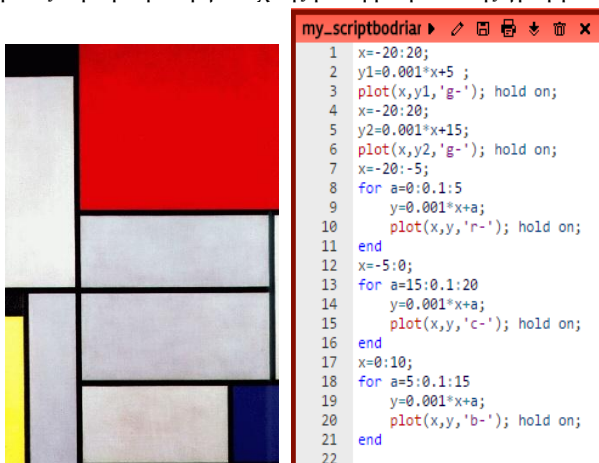 my_scriptbodriar
1 x=-20:20;
2 y1=0.001*x+5 ;
3 plot(x,y1,'g-'); hold on;
4 x=-20:20;
5 y2=0.001*x+15;
6 plot(x,y2,'g-'); hold on;
7 x=-20:-5;
8 for a=0:0.1:5
9 y=0.001*x+a;
10 plot(x,y,'r-'); hold on;
11 end
12 x=-5:0;
13 for a=15:0.1:20
14 y=0.001*x+a;
15 plot(x,y,'c-'); hold on;
16 end
17 x=0:10;
18 for a=5:0.1:15
19 y=0.001*x+a;
20 plot(x,y,'b-'); hold on;
21 end
22